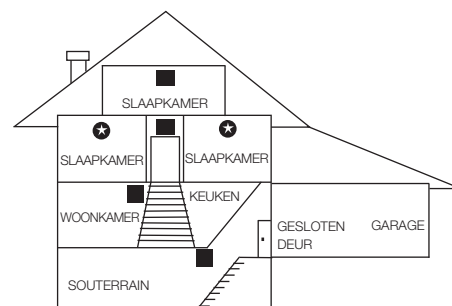 SLAAPKAMER
SLAAPKAMER
SLAAPKAMER
WOONKAMER
KEUKEN
GESLOTEN
DEUR
GARAGE
SOUTERRAIN